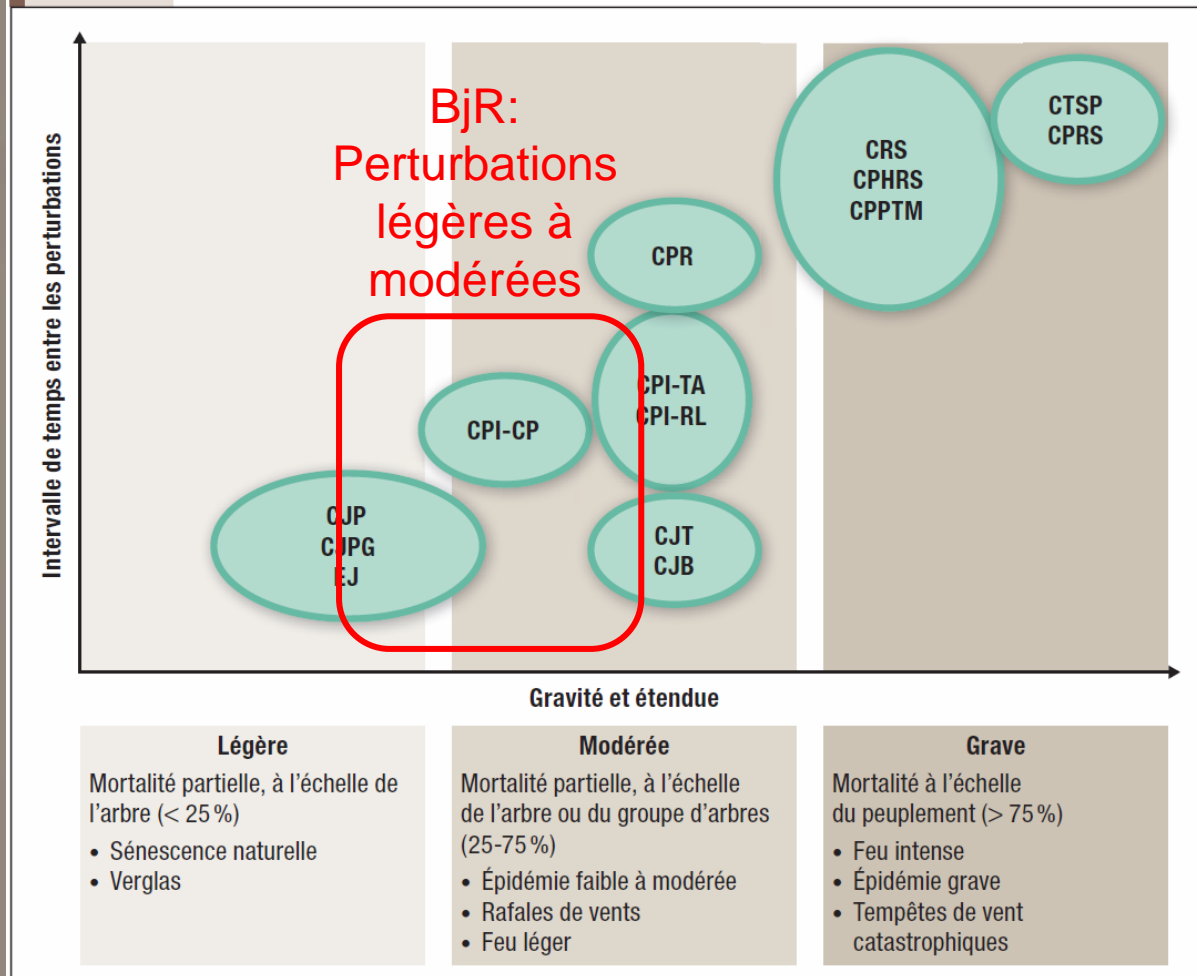 BjR:
Perturbations
légères à
modérées
Intervalle de temps entre les perturbations
CTSP
CPRS
CRS
CPHRS
CPPTM
CPR
CPI-TA
CPI-RL
CPI-CP
CJP
CJPG
EJ
CJT
CJB
Gravité et étendue
Légère
Mortalité partielle, à l'échelle de
l'arbre (< 25 %)
• Sénescence naturelle
• Verglas
Modérée
Mortalité partielle, à l'échelle
de l'arbre ou du groupe d'arbres
(25-75 %)
• Épidémie faible à modérée
• Rafales de vents
• Feu léger
Grave
Mortalité à l'échelle
du peuplement (> 75 %)
• Feu intense
• Épidémie grave
• Tempêtes de vent
catastrophiques